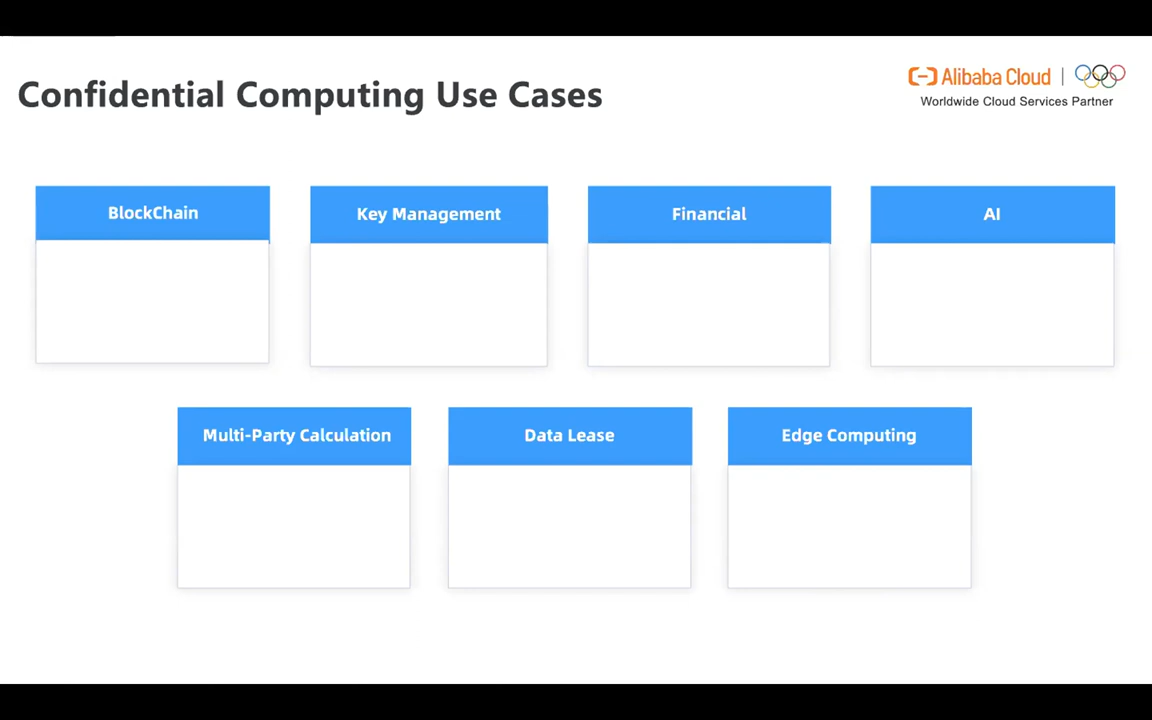 Confidential Computing Use Cases
Alibaba Cloud |
Worldwide Cloud Services Partner
BlockChain
Key Management
Financial
AI
Multi-Party Calculation
Data Lease
Edge Computing